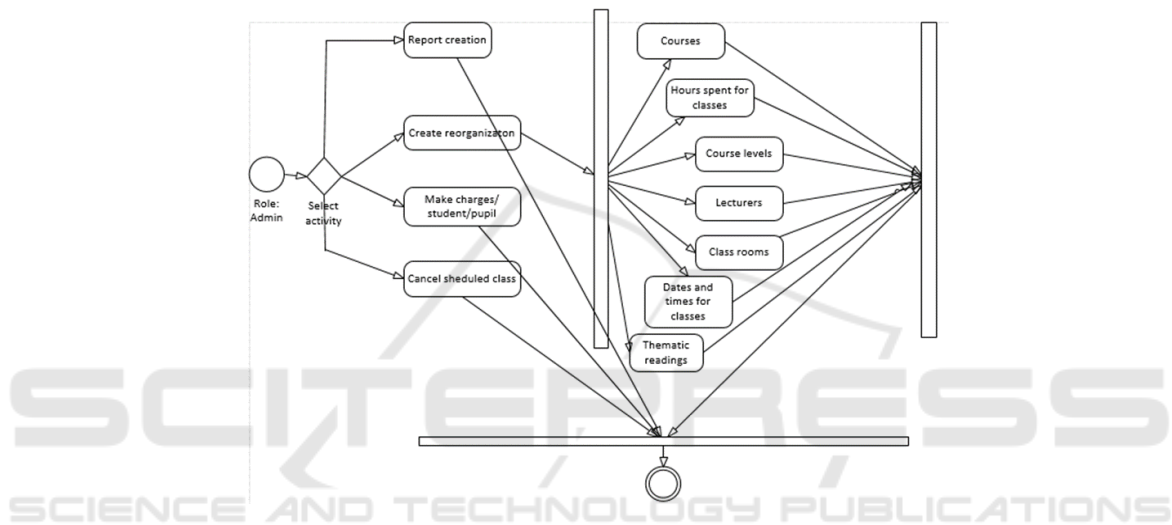 Report creation
Create reorganizaton
Make charges/
student/pupil
Cancel sheduled class
Role:
Admin
Select
activity
Courses
Hours spent for
classes
Course levels
Lecturers
Class rooms
Dates and
times for
classes
Thematic
readings
SCITEPRESS
SCIENCE AND TECHNOLOGY PUBLICATIONS